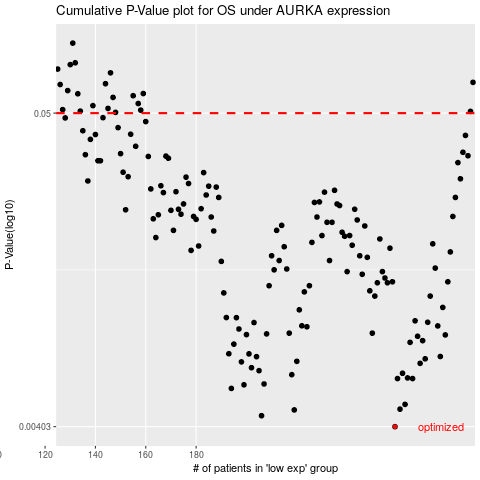 Cumulative P-Value plot for OS under AURKA expression
P-Value(log10)
0.05
0.00403
optimized
0 120 140 160 180
# of patients in 'low exp' group